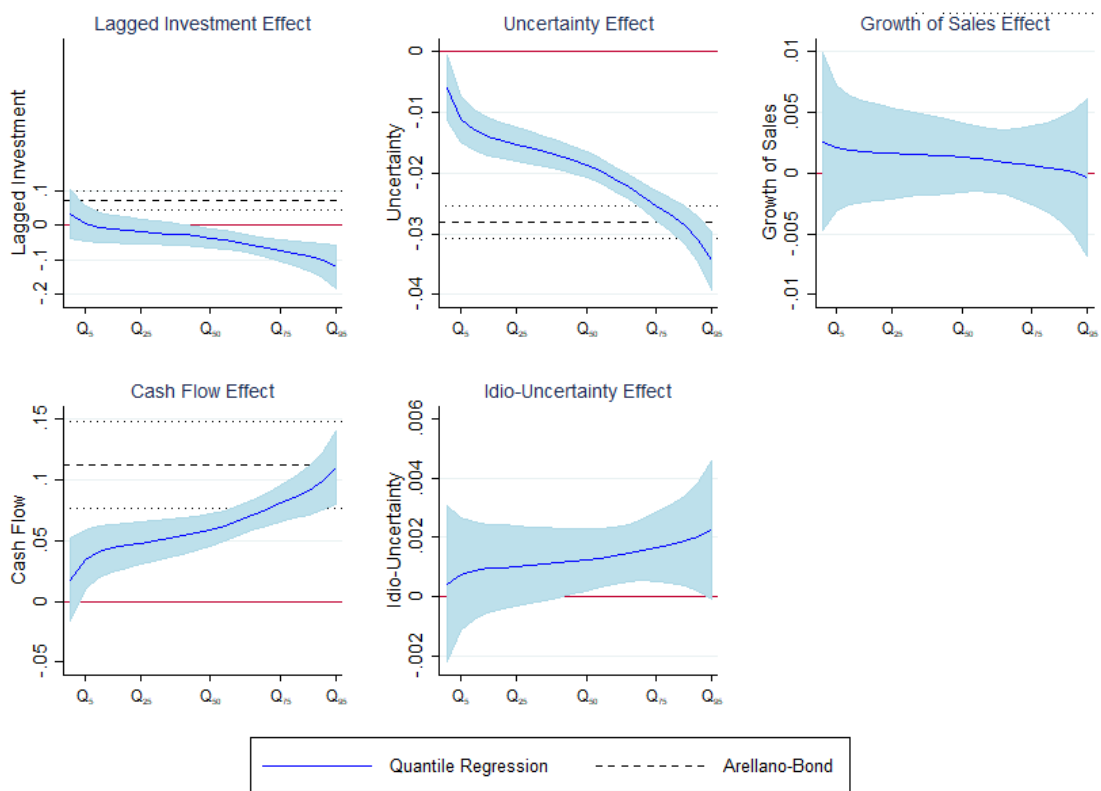 Lagged Investment Effect
Lagged Investment
.1
0
-.1
-.2
Q₅ Q₂₅ Q₅₀ Q₇₅ Q₉₅
Uncertainty Effect
Uncertainty
0
-.01
-.02
-.03
-.04
Q₅ Q₂₅ Q₅₀ Q₇₅ Q₉₅
Growth of Sales Effect
Growth of Sales
.01
.005
0
-.005
-.01
Q₅ Q₂₅ Q₅₀ Q₇₅ Q₉₅
Cash Flow Effect
Cash Flow
.15
.1
.05
0
-.05
Q₅ Q₂₅ Q₅₀ Q₇₅ Q₉₅
Idio-Uncertainty Effect
Idio-Uncertainty
.006
.004
.002
0
-.002
Q₅ Q₂₅ Q₅₀ Q₇₅ Q₉₅
Quantile Regression Arellano-Bond